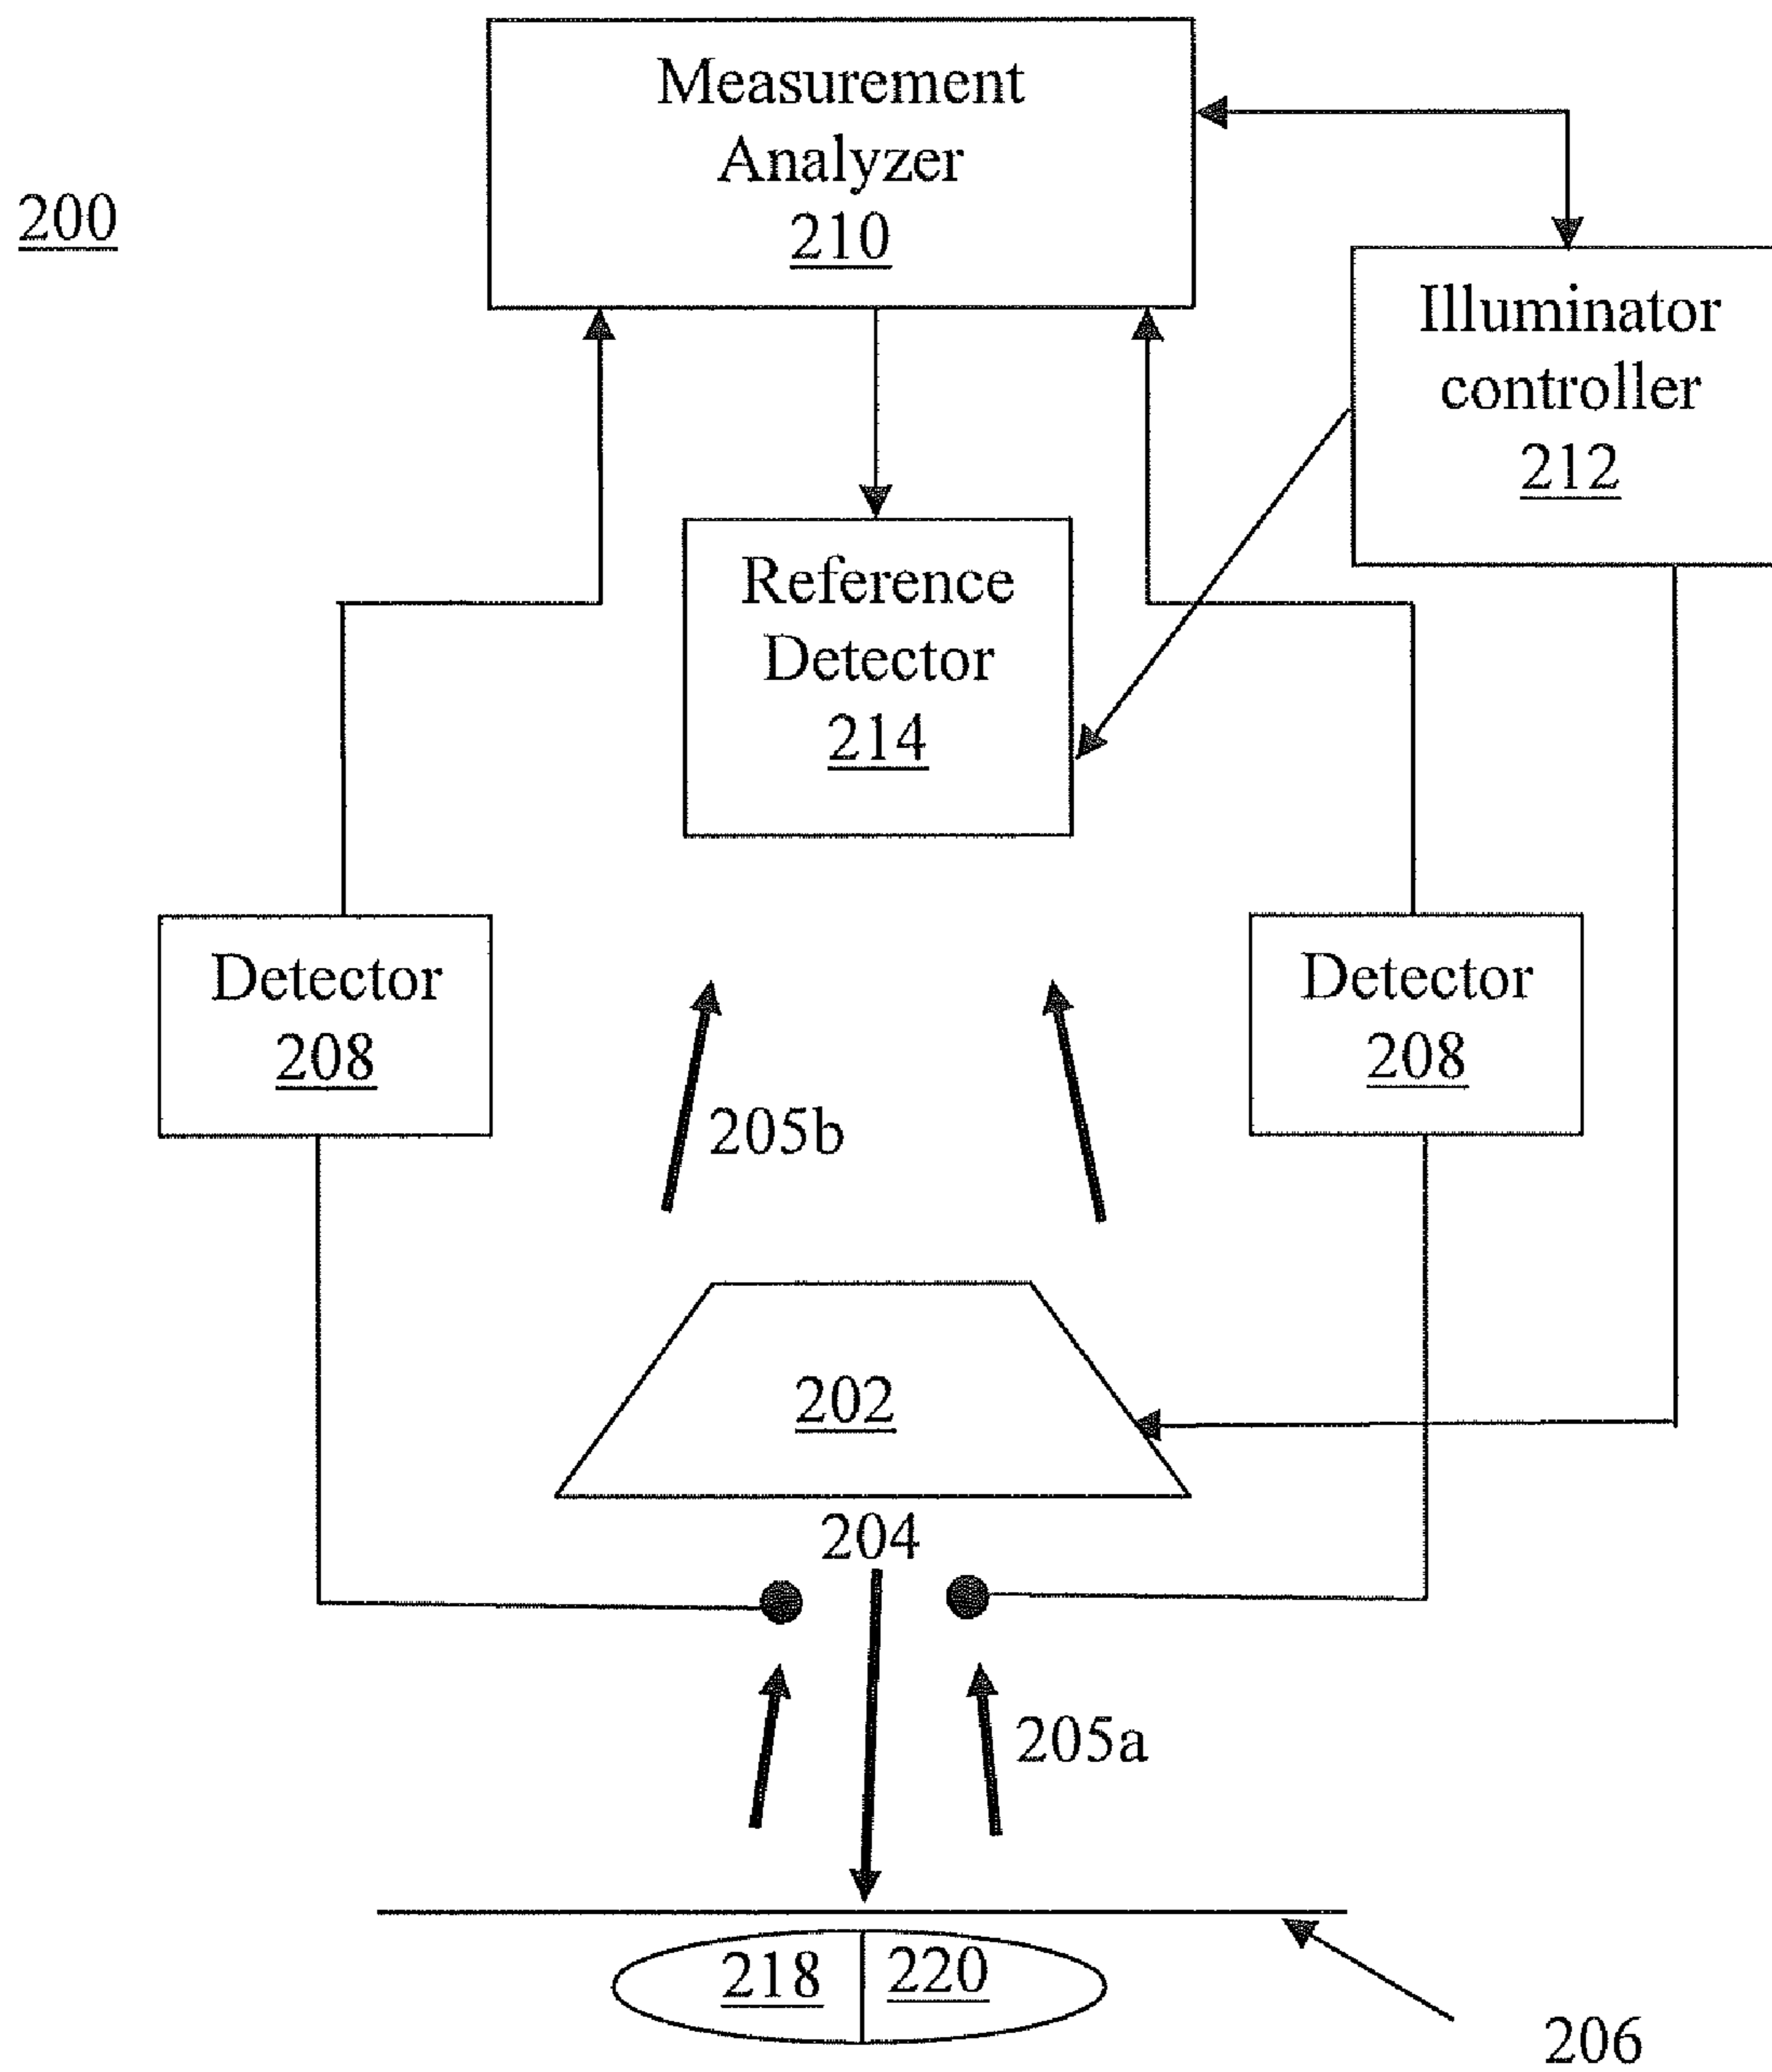 Measurement
Analyzer
210
200
Illuminator
controller
212
Reference
Detector
214
Detector
208
Detector
208
205b
202
204
205a
218
220
206